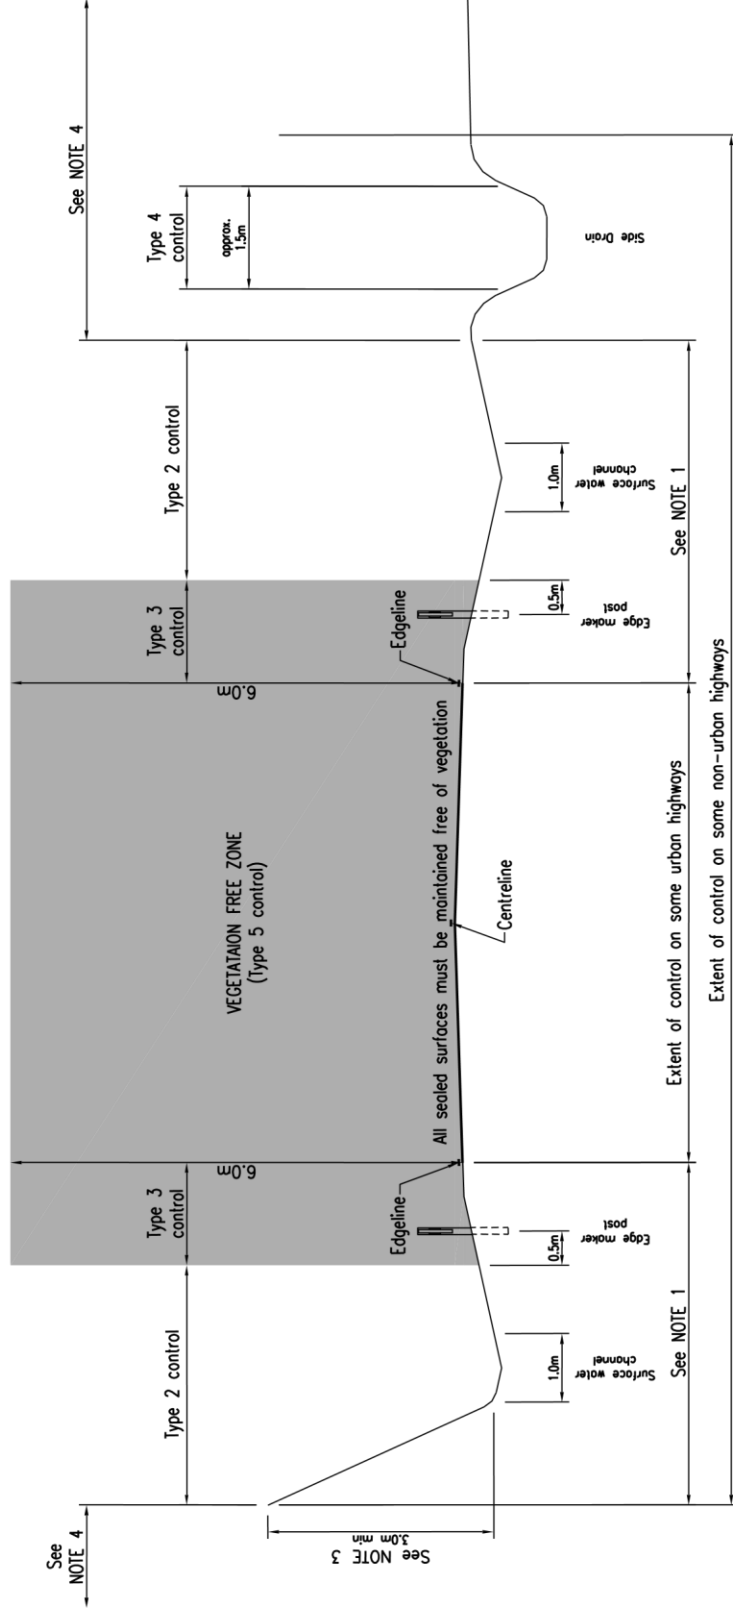 See
NOTE 4
See NOTE 4
Type 2 control
Type 3
control
VEGETATAION FREE ZONE
(Type 5 control)
Type 3
control
Type 2 control
Type 4
control
approx.
1.5m
6.0m
6.0m
See NOTE 3
3.0m min
Edgeline
All sealed surfaces must be maintained free of vegetation
Edgeline
Centreline
1.0m
Surface water
channel
0.5m
Edge maker
post
0.5m
Edge maker
post
1.0m
Surface water
channel
Side Drain
See NOTE 1
Extent of control on some urban highways
See NOTE 1
Extent of control on some non-urban highways